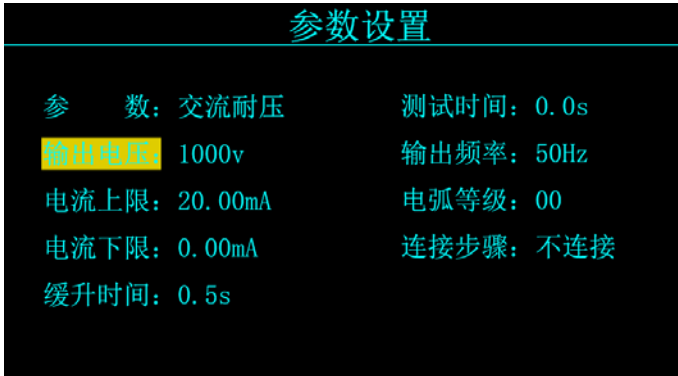 参数设置
参 数：交流耐压 测试时间：0.0s
输出电压：1000v 输出频率：50Hz
电流上限：20.00mA 电弧等级：00
电流下限：0.00mA 连接步骤：不连接
缓升时间：0.5s